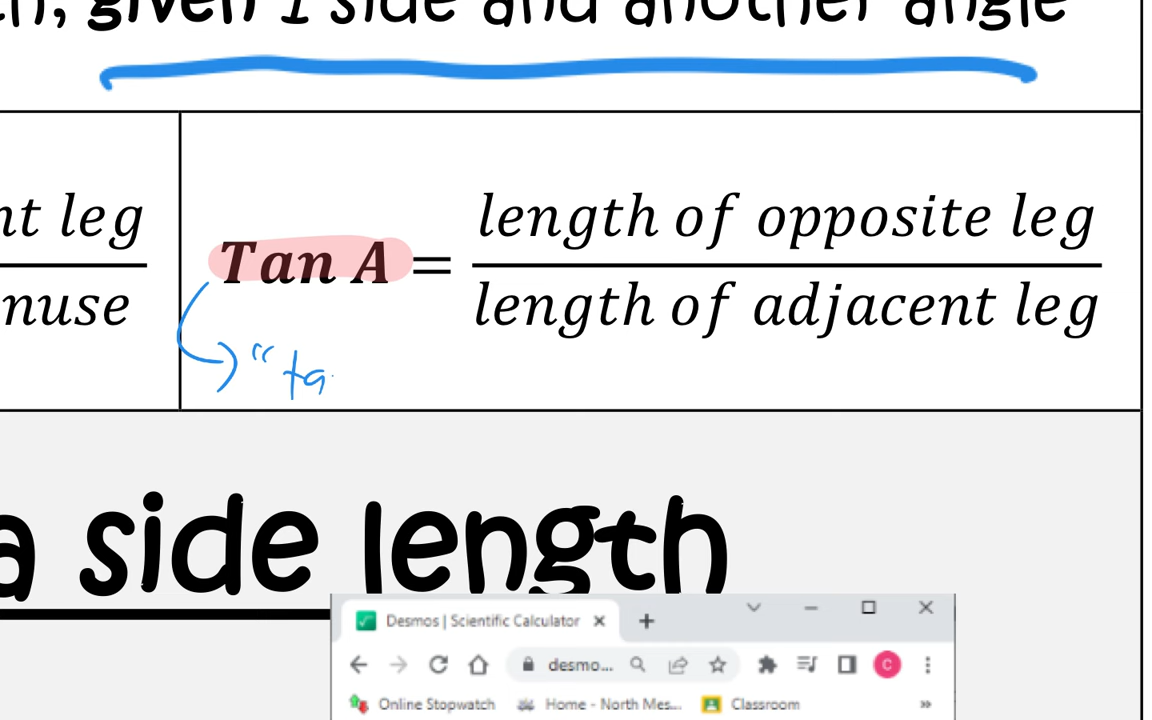 given 1 side and another angle
nt leg
nuse
Tan A = length of opposite leg
length of adjacent leg
“ ta
a side length
Desmos | Scientific Calculator
desmo...
C
Online Stopwatch Home - North Mes... Classroom »